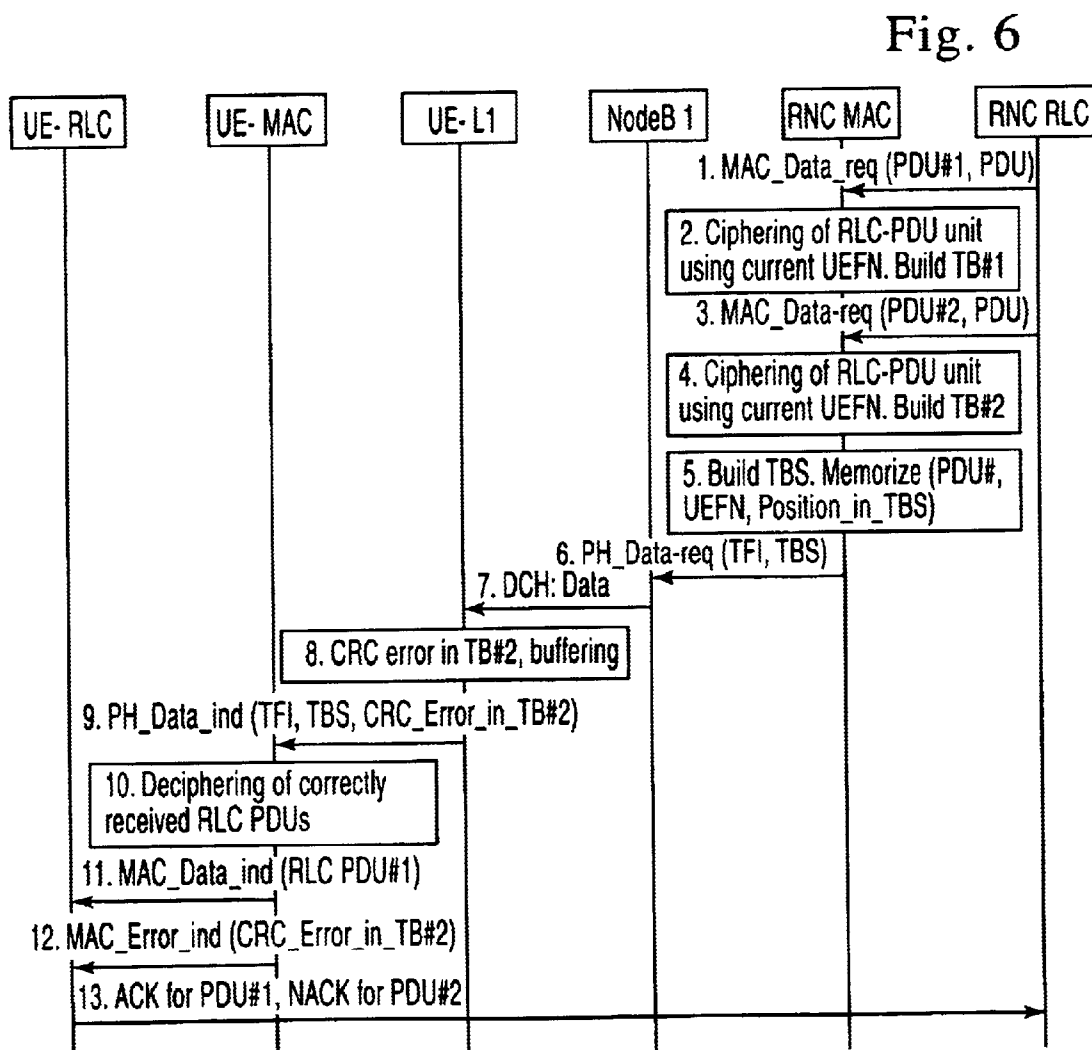 Fig. 6
UE- RLC
UE- MAC
UE- L1
NodeB 1
RNC MAC
RNC RLC
1. MAC_Data_req (PDU#1, PDU)
2. Ciphering of RLC-PDU unit
using current UEFN. Build TB#1
3. MAC_Data-req (PDU#2, PDU)
4. Ciphering of RLC-PDU unit
using current UEFN. Build TB#2
5. Build TBS. Memorize (PDU#,
UEFN, Position_in_TBS)
6. PH_Data-req (TFI, TBS)
7. DCH: Data
8. CRC error in TB#2, buffering
9. PH_Data_ind (TFI, TBS, CRC_Error_in_TB#2)
10. Deciphering of correctly
received RLC PDUs
11. MAC_Data_ind (RLC PDU#1)
12. MAC_Error_ind (CRC_Error_in_TB#2)
13. ACK for PDU#1, NACK for PDU#2